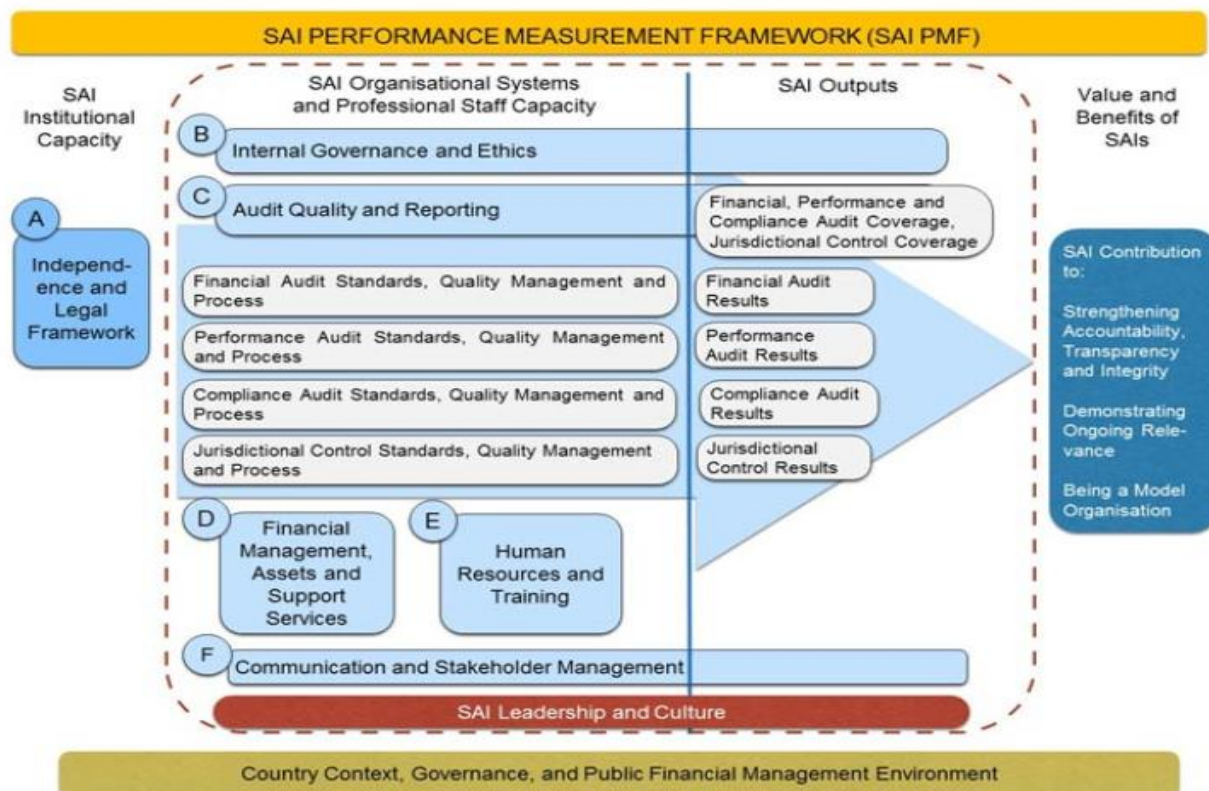 SAI PERFORMANCE MEASUREMENT FRAMEWORK (SAI PMF)
SAI
Institutional
Capacity
SAI Organisational Systems
and Professional Staff Capacity
SAI Outputs
Value and
Benefits of
SAIs
B
Internal Governance and Ethics
C
Audit Quality and Reporting
Financial, Performance and
Compliance Audit Coverage,
Jurisdictional Control Coverage
A
Independ-
ence and
Legal
Framework
Financial Audit Standards, Quality Management and
Process
Financial Audit
Results
Performance Audit Standards, Quality Management
and Process
Performance
Audit Results
Compliance Audit Standards, Quality Management and
Process
Compliance Audit
Results
Jurisdictional Control Standards, Quality Management
and Process
Jurisdictional
Control Results
SAI Contribution
to:
Strengthening
Accountability,
Transparency
and Integrity
Demonstrating
Ongoing Rele-
vance
Being a Model
Organisation
D
Financial
Management,
Assets and
Support
Services
E
Human
Resources and
Training
F
Communication and Stakeholder Management
SAI Leadership and Culture
Country Context, Governance, and Public Financial Management Environment